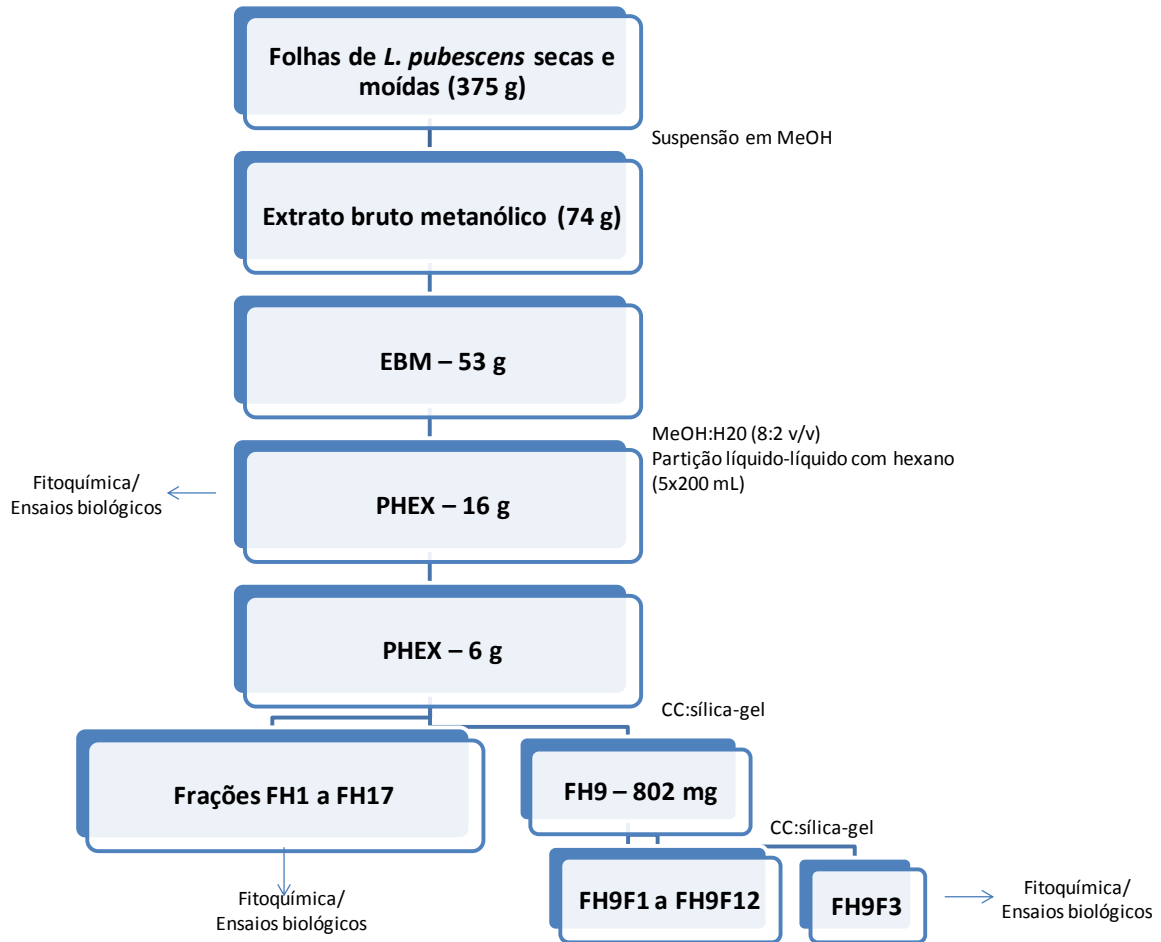 Folhas de L. pubescens secas e
moídas (375 g)
Suspensão em MeOH
Extrato bruto metanólico (74 g)
EBM – 53 g
MeOH:H20 (8:2 v/v)
Partição líquido-líquido com hexano
(5x200 mL)
Fitoquímica/
Ensaios biológicos
PHEX – 16 g
PHEX – 6 g
CC:sílica-gel
Frações FH1 a FH17
FH9 – 802 mg
CC:sílica-gel
FH9F1 a FH9F12
FH9F3
Fitoquímica/
Ensaios biológicos
Fitoquímica/
Ensaios biológicos